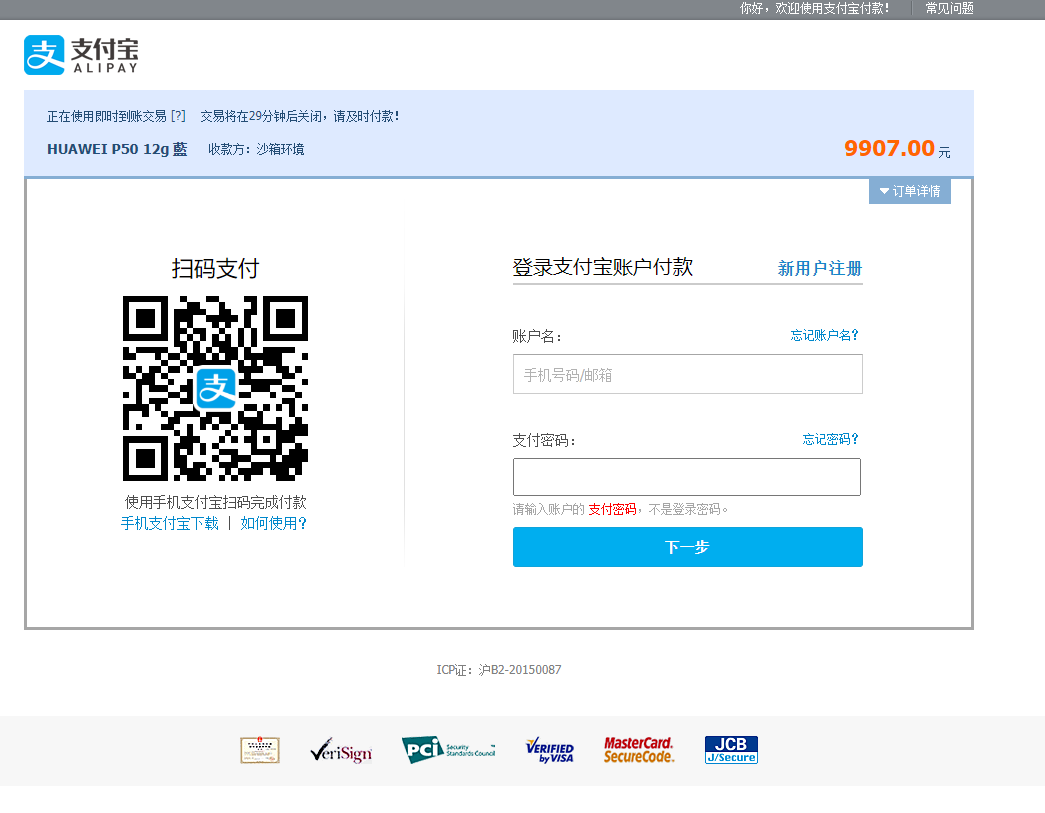 你好，欢迎使用支付宝付款！ 常见问题
支 支付宝
ALIPAY
正在使用即时到账交易 [?] 交易将在29分钟后关闭，请及时付款！
HUAWEI P50 12g 藍 收款方：沙箱环境
9907.00 元
订单详情
扫码支付
支
使用手机支付宝扫码完成付款
手机支付宝下载 | 如何使用？
登录支付宝账户付款 新用户注册
账户名： 忘记账户名？
手机号码/邮箱
支付密码： 忘记密码？
请输入账户的 支付密码，不是登录密码。
下一步
ICP证：沪B2-20150087
VeriSign
PCI Security Standards Council
VERIFIED by VISA
MasterCard. SecureCode.
JCB J/Secure